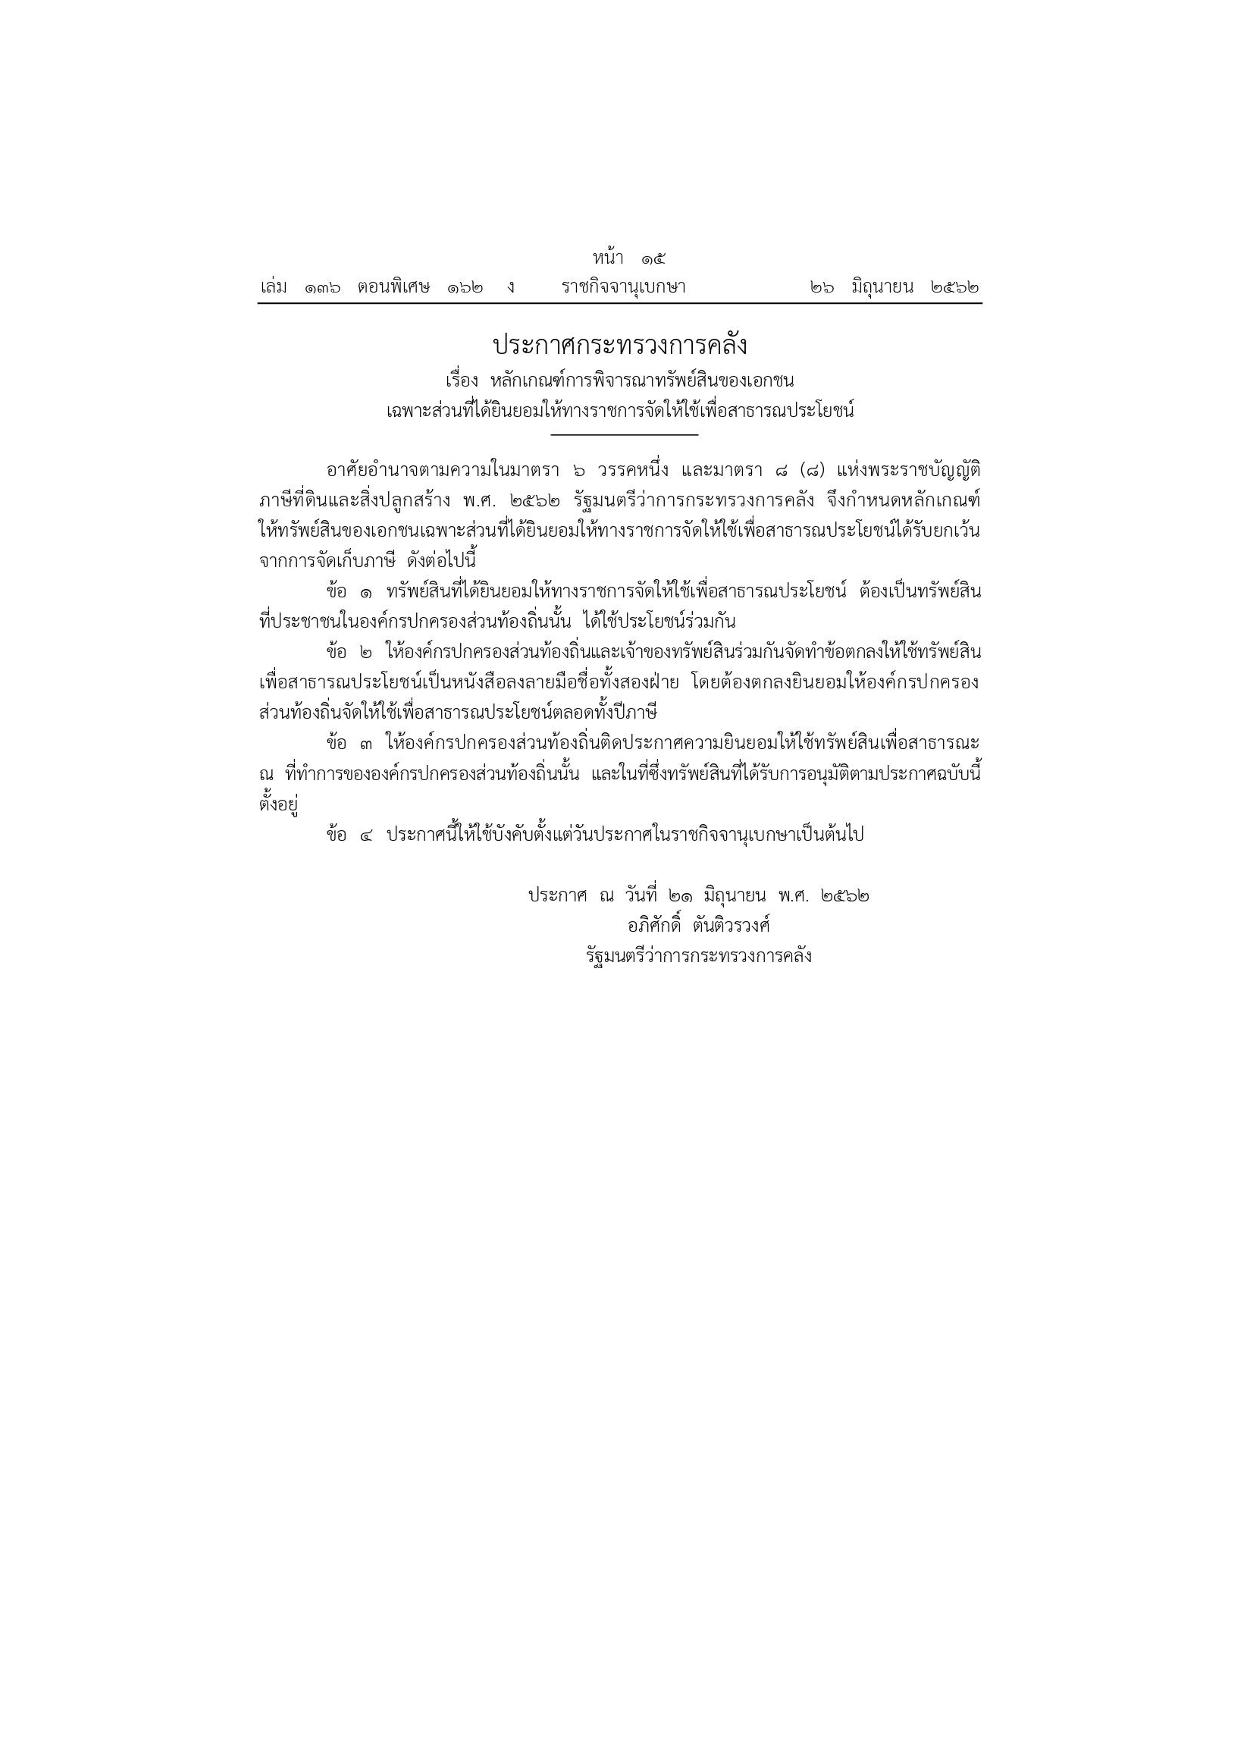 หน้า ๑๕
เล่ม ๑๓๖ ตอนพิเศษ ๑๖๒ ง ราชกิจจานุเบกษา ๒๖ มิถุนายน ๒๕๖๒
ประกาศกระทรวงการคลัง
เรื่อง หลักเกณฑ์การพิจารณาทรัพย์สินของเอกชน
เฉพาะส่วนที่ได้ยินยอมให้ทางราชการจัดให้ใช้เพื่อสาธารณประโยชน์
อาศัยอำนาจตามความในมาตรา ๖ วรรคหนึ่ง และมาตรา ๘ (๘) แห่งพระราชบัญญัติ
ภาษีที่ดินและสิ่งปลูกสร้าง พ.ศ. ๒๕๖๒ รัฐมนตรีว่าการกระทรวงการคลัง จึงกำหนดหลักเกณฑ์
ให้ทรัพย์สินของเอกชนเฉพาะส่วนที่ได้ยินยอมให้ทางราชการจัดให้ใช้เพื่อสาธารณประโยชน์ได้รับยกเว้น
จากการจัดเก็บภาษี ดังต่อไปนี้
ข้อ ๑ ทรัพย์สินที่ได้ยินยอมให้ทางราชการจัดให้ใช้เพื่อสาธารณประโยชน์ ต้องเป็นทรัพย์สิน
ที่ประชาชนในองค์กรปกครองส่วนท้องถิ่นนั้น ได้ใช้ประโยชน์ร่วมกัน
ข้อ ๒ ให้องค์กรปกครองส่วนท้องถิ่นและเจ้าของทรัพย์สินร่วมกันจัดทำข้อตกลงให้ใช้ทรัพย์สิน
เพื่อสาธารณประโยชน์เป็นหนังสือลงลายมือชื่อทั้งสองฝ่าย โดยต้องตกลงยินยอมให้องค์กรปกครอง
ส่วนท้องถิ่นจัดให้ใช้เพื่อสาธารณประโยชน์ตลอดทั้งปีภาษี
ข้อ ๓ ให้องค์กรปกครองส่วนท้องถิ่นติดประกาศความยินยอมให้ใช้ทรัพย์สินเพื่อสาธารณะ
ณ ที่ทำการขององค์กรปกครองส่วนท้องถิ่นนั้น และในที่ซึ่งทรัพย์สินที่ได้รับการอนุมัติตามประกาศฉบับนี้
ตั้งอยู่
ข้อ ๔ ประกาศนี้ให้ใช้บังคับตั้งแต่วันประกาศในราชกิจจานุเบกษาเป็นต้นไป
ประกาศ ณ วันที่ ๒๑ มิถุนายน พ.ศ. ๒๕๖๒
อภิศักดิ์ ตันติวรวงศ์
รัฐมนตรีว่าการกระทรวงการคลัง